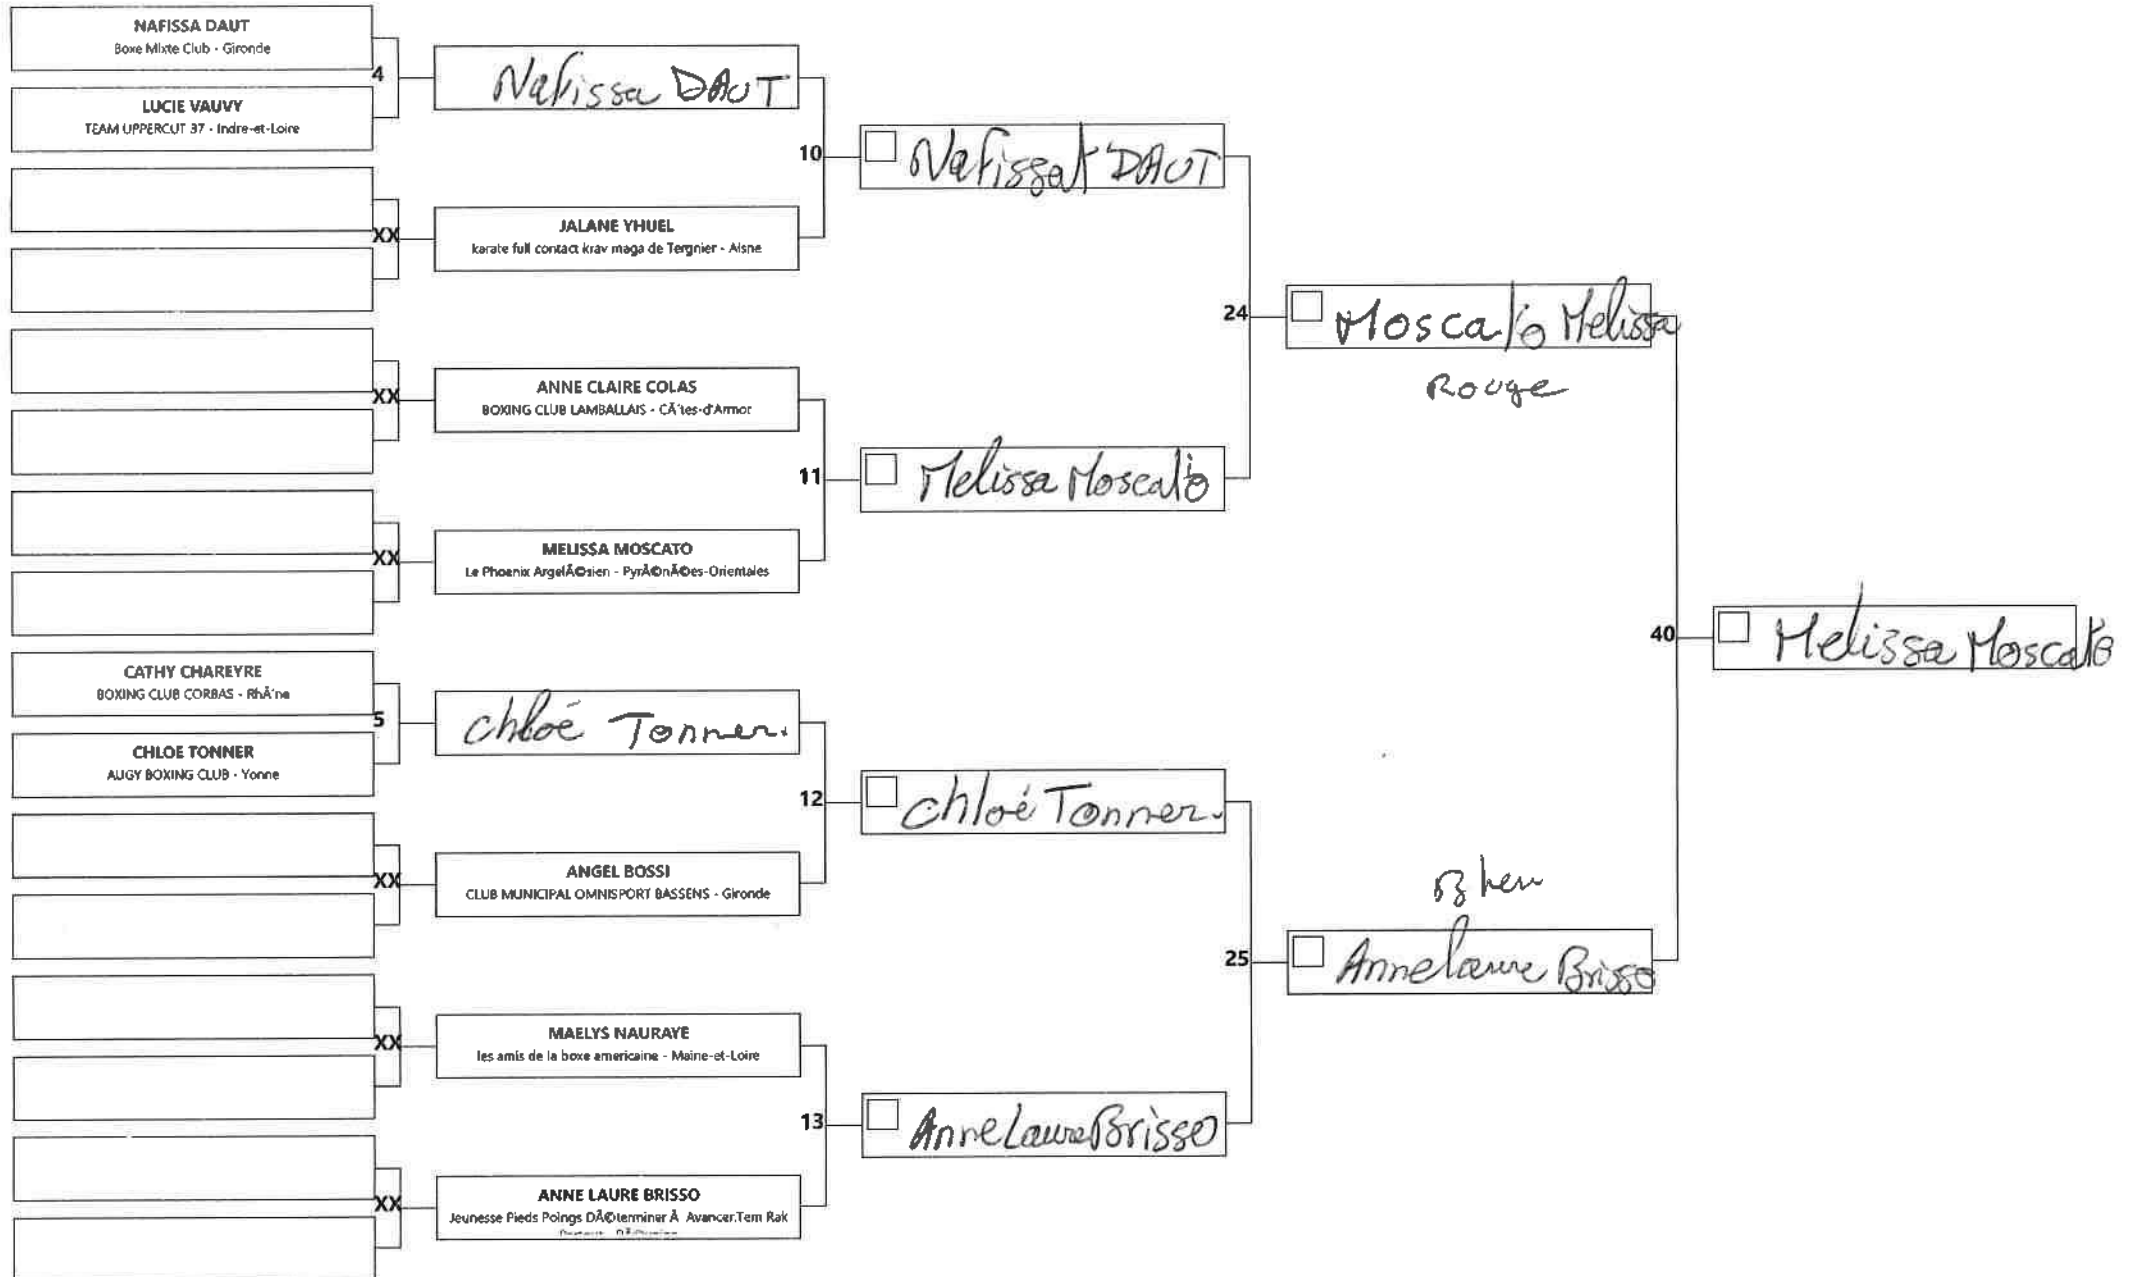 NAFISSA DAUT
Boxe Mixte Club - Gironde
4
LUCIE VAUVY
TEAM UPPERCUT 37 - Indre-et-Loire
Nafissa DAUT
10
Nafissat DAUT
XX
JALANE YHUEL
karate full contact krav maga de Tergnier - Aisne
24
Moscato Melissa
Rouge
XX
ANNE CLAIRE COLAS
BOXING CLUB LAMBALLAIS - CÃ´tes-d'Armor
11
Melissa Moscato
XX
MELISSA MOSCATO
Le Phoenix ArgelÃ©sien - PyrÃ©nÃ©es-Orientales
40
Melissa Moscato
CATHY CHAREYRE
BOXING CLUB CORBAS - RhÃ´ne
5
CHLOE TONNER
AUGY BOXING CLUB - Yonne
Chloé Tonner.
12
Chloé Tonner.
XX
ANGEL BOSSI
CLUB MUNICIPAL OMNISPORT BASSENS - Gironde
25
Anne laure Brisso
XX
MAELYS NAURAYE
les amis de la boxe americaine - Maine-et-Loire
13
Anne Laure Brisso
XX
ANNE LAURE BRISSO
Jeunesse Pieds Poings DÃ©terminer Ã  Avancer.Tem Rak